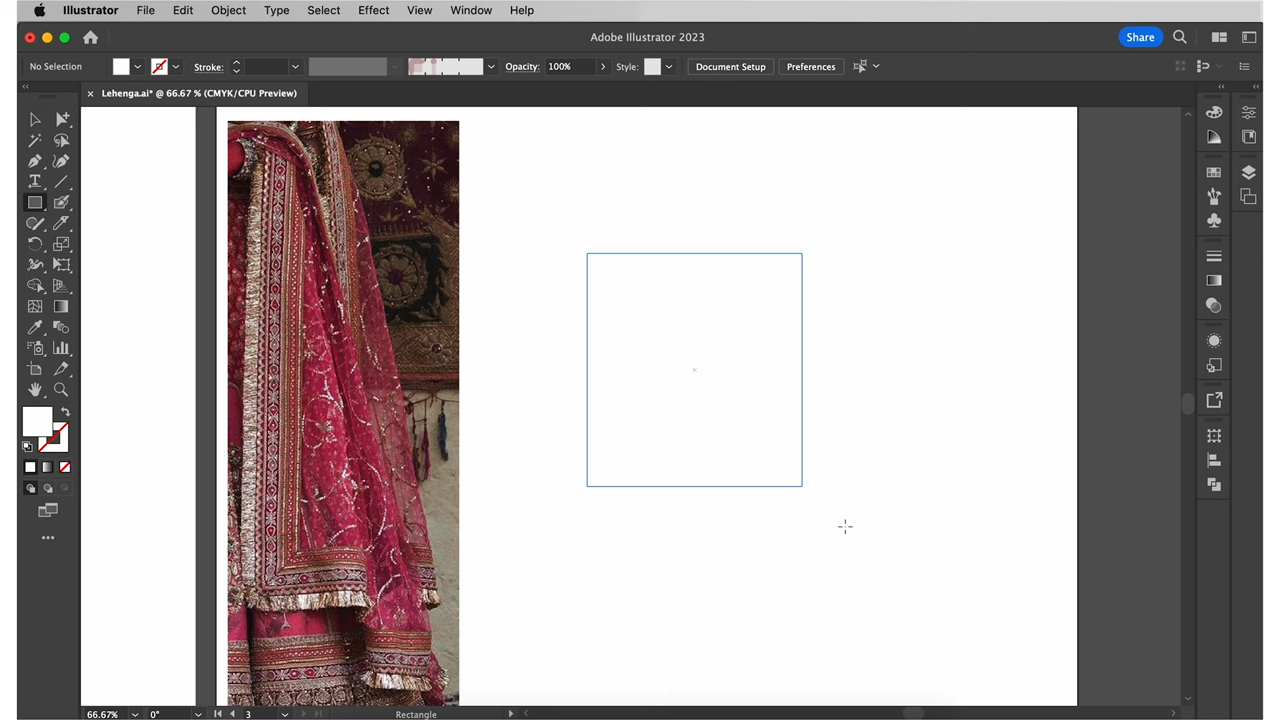 Illustrator File Edit Object Type Select Effect View Window Help
Adobe Illustrator 2023
Share
No Selection
Stroke:
Opacity: 100%
Style:
Document Setup
Preferences
× Lehenga.ai* @ 66.67 % (CMYK/CPU Preview)
66.67%
0°
3
Rectangle